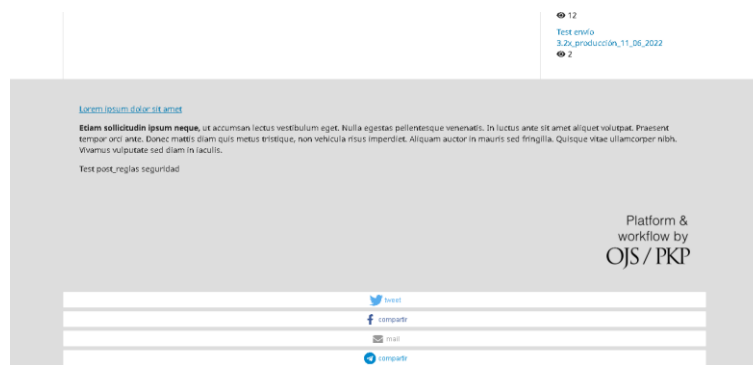 12
Test envío
3.2x_producción_11_06_2022
2
Lorem ipsum dolor sit amet
Etiam sollicitudin ipsum neque, ut accumsan lectus vestibulum eget. Nulla egestas pellentesque venenatis. In luctus ante sit amet aliquet volutpat. Praesent
tempor orci ante. Donec mattis diam quis metus tristique, non vehicula risus imperdiet. Aliquam auctor in mauris sed fringilla. Quisque vitae ullamcorper nibh.
Vivamus vulputate sed diam in iaculis.
Test post_reglas seguridad
Platform &
workflow by
OJS / PKP
tweet
compartir
mail
compartir